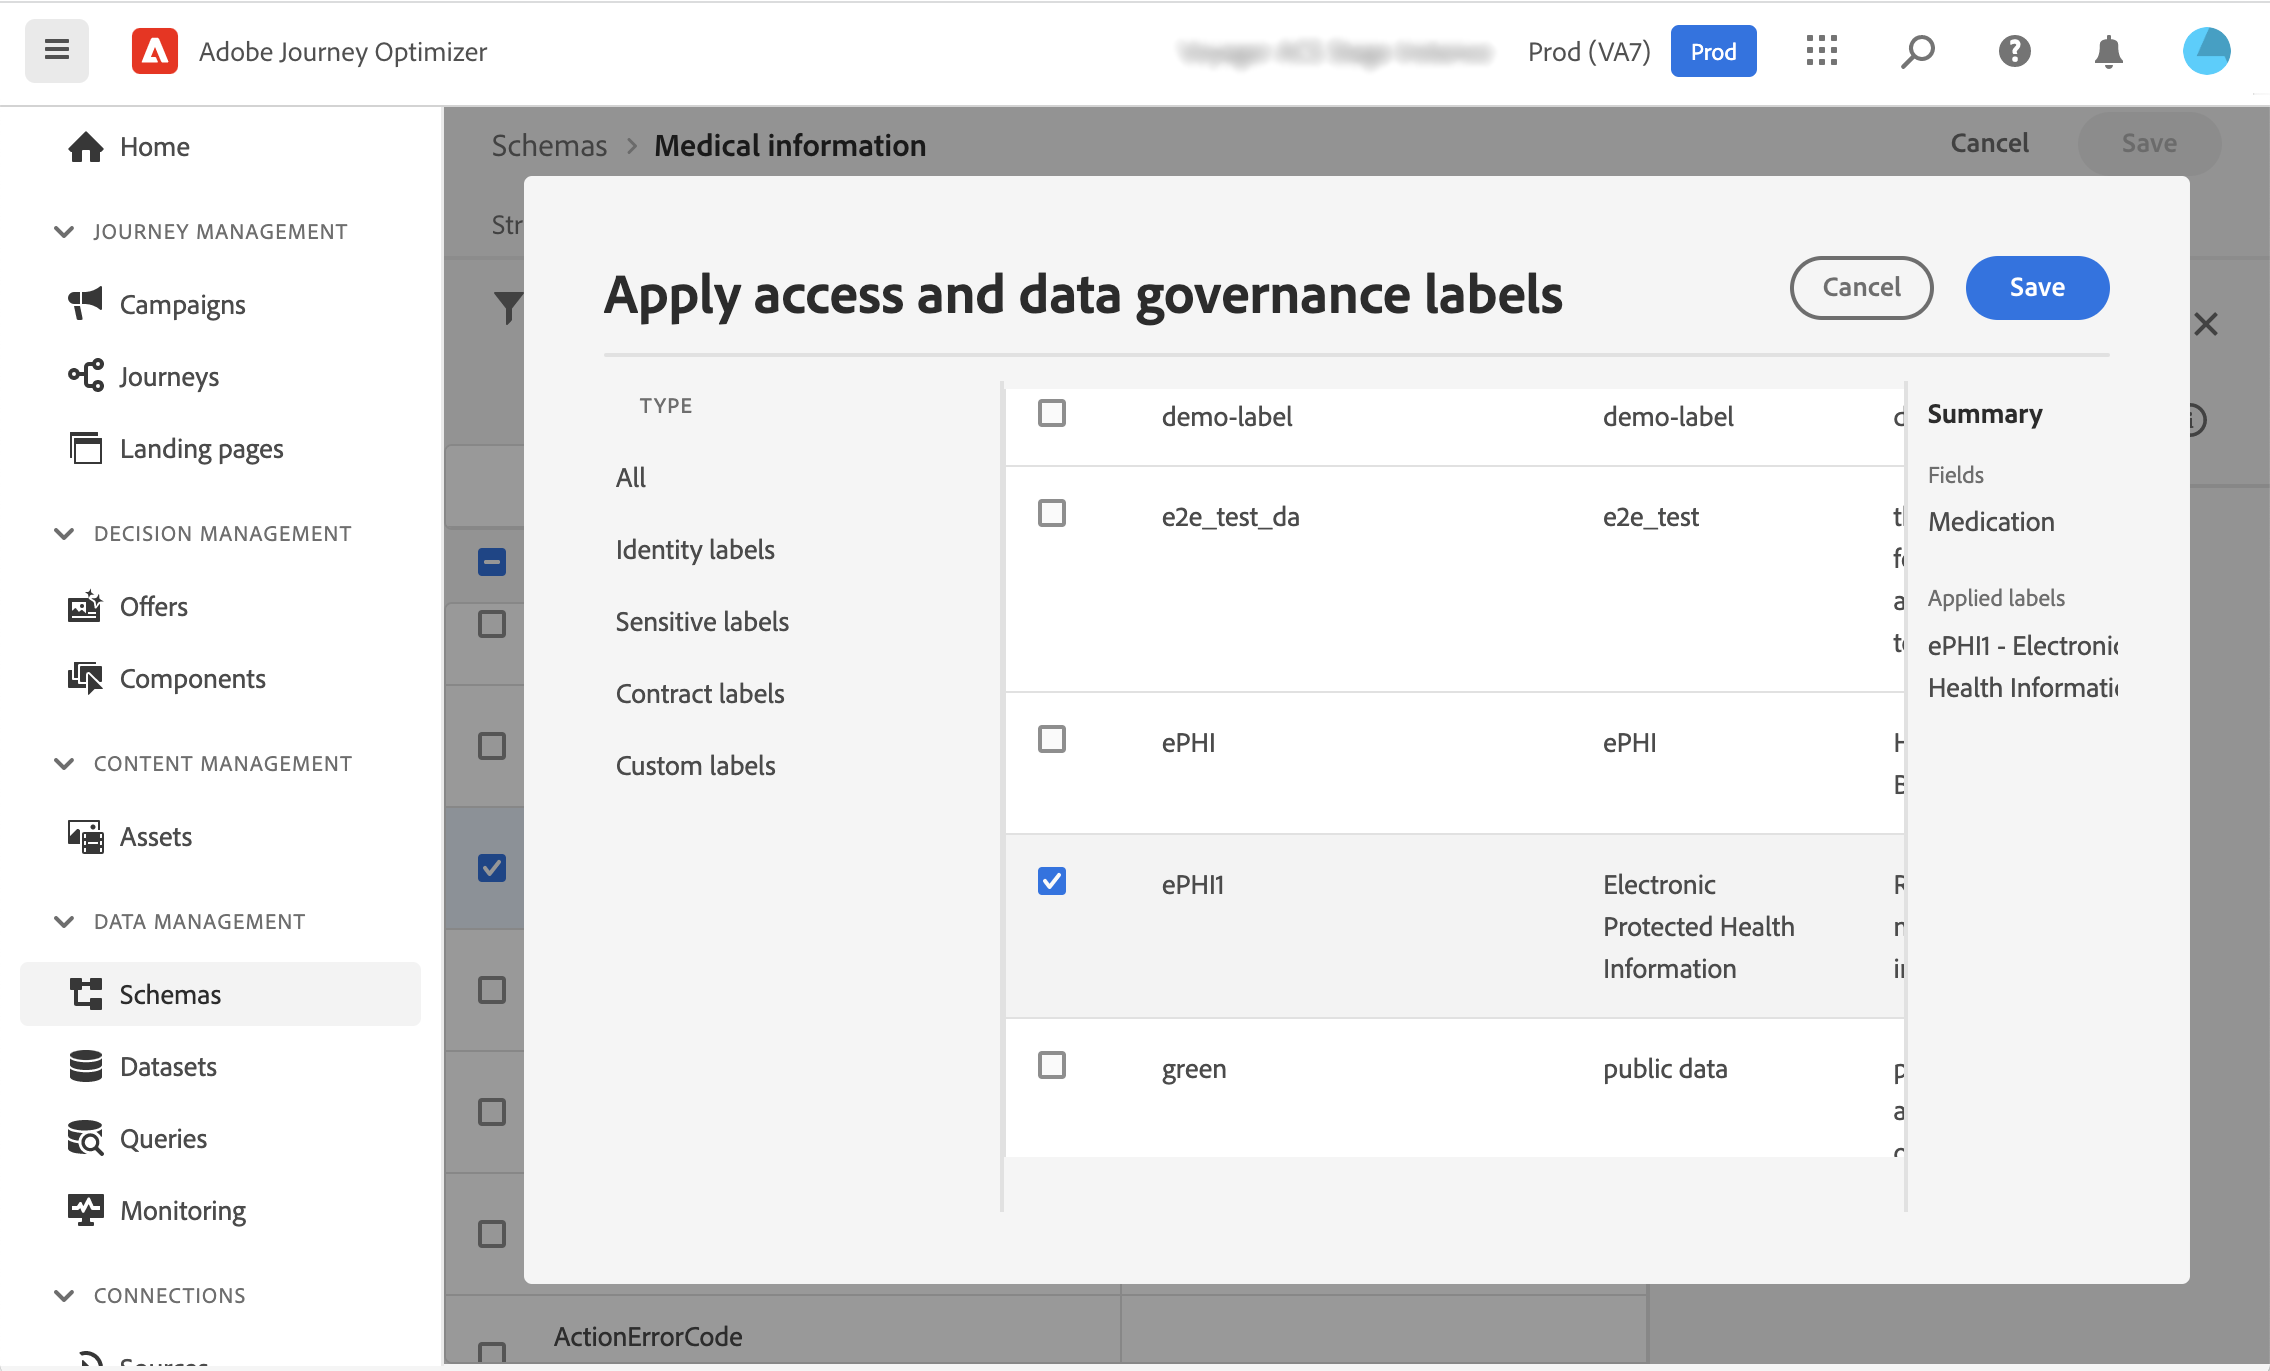 Adobe Journey Optimizer
Prod (VA7)
Prod
Home
JOURNEY MANAGEMENT
Campaigns
Journeys
Landing pages
DECISION MANAGEMENT
Offers
Components
CONTENT MANAGEMENT
Assets
DATA MANAGEMENT
Schemas
Datasets
Queries
Monitoring
CONNECTIONS
Sources
Schemas > Medical information
Cancel
Save
Str
Apply access and data governance labels
Cancel
Save
TYPE
All
Identity labels
Sensitive labels
Contract labels
Custom labels
demo-label
demo-label
e2e_test_da
e2e_test
ePHI
ePHI
ePHI1
Electronic
Protected Health
Information
green
public data
Summary
Fields
Medication
Applied labels
ePHI1 - Electronic
Health Informati
ActionErrorCode